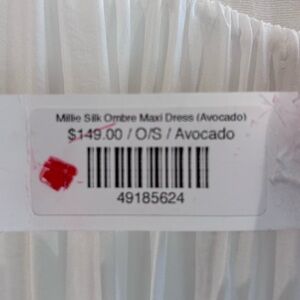 Millie Silk Ombre Maxi Dress (Avocado)
$149.00 / O/S / Avocado
49185624